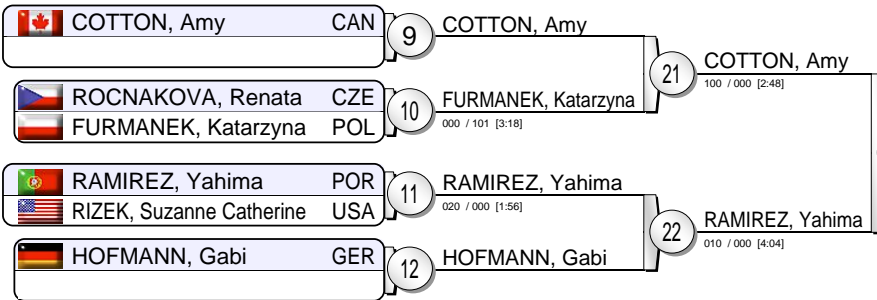 COTTON, Amy CAN
9
COTTON, Amy
21
COTTON, Amy
100 / 000 [2:48]
ROCNAKOVA, Renata CZE
FURMANEK, Katarzyna POL
10
FURMANEK, Katarzyna
000 / 101 [3:18]
RAMIREZ, Yahima POR
RIZEK, Suzanne Catherine USA
11
RAMIREZ, Yahima
020 / 000 [1:56]
22
RAMIREZ, Yahima
010 / 000 [4:04]
HOFMANN, Gabi GER
12
HOFMANN, Gabi